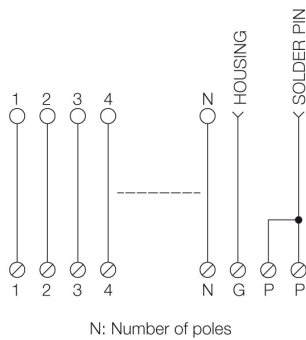 HOUSING
SOLDER PIN
1 2 3 4 N
1 2 3 4 N G P P
N: Number of poles